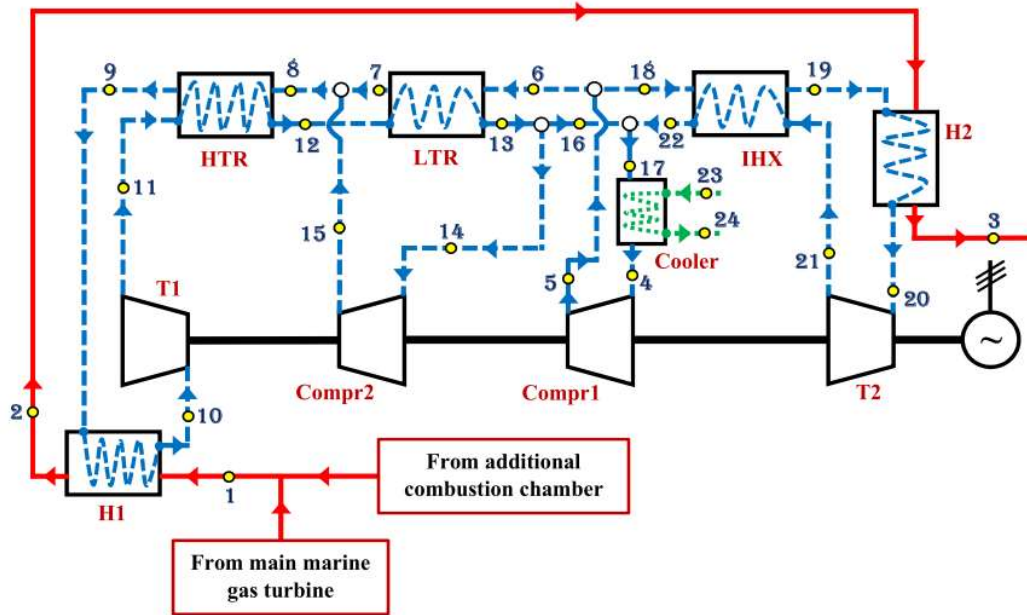 9
8
7
6
18
19
HTR
12
LTR
13
16
22
IHX
H2
11
17
23
15
14
24
3
Cooler
T1
5
4
21
20
~
Compr2
Compr1
T2
2
10
1
From additional
combustion chamber
H1
From main marine
gas turbine